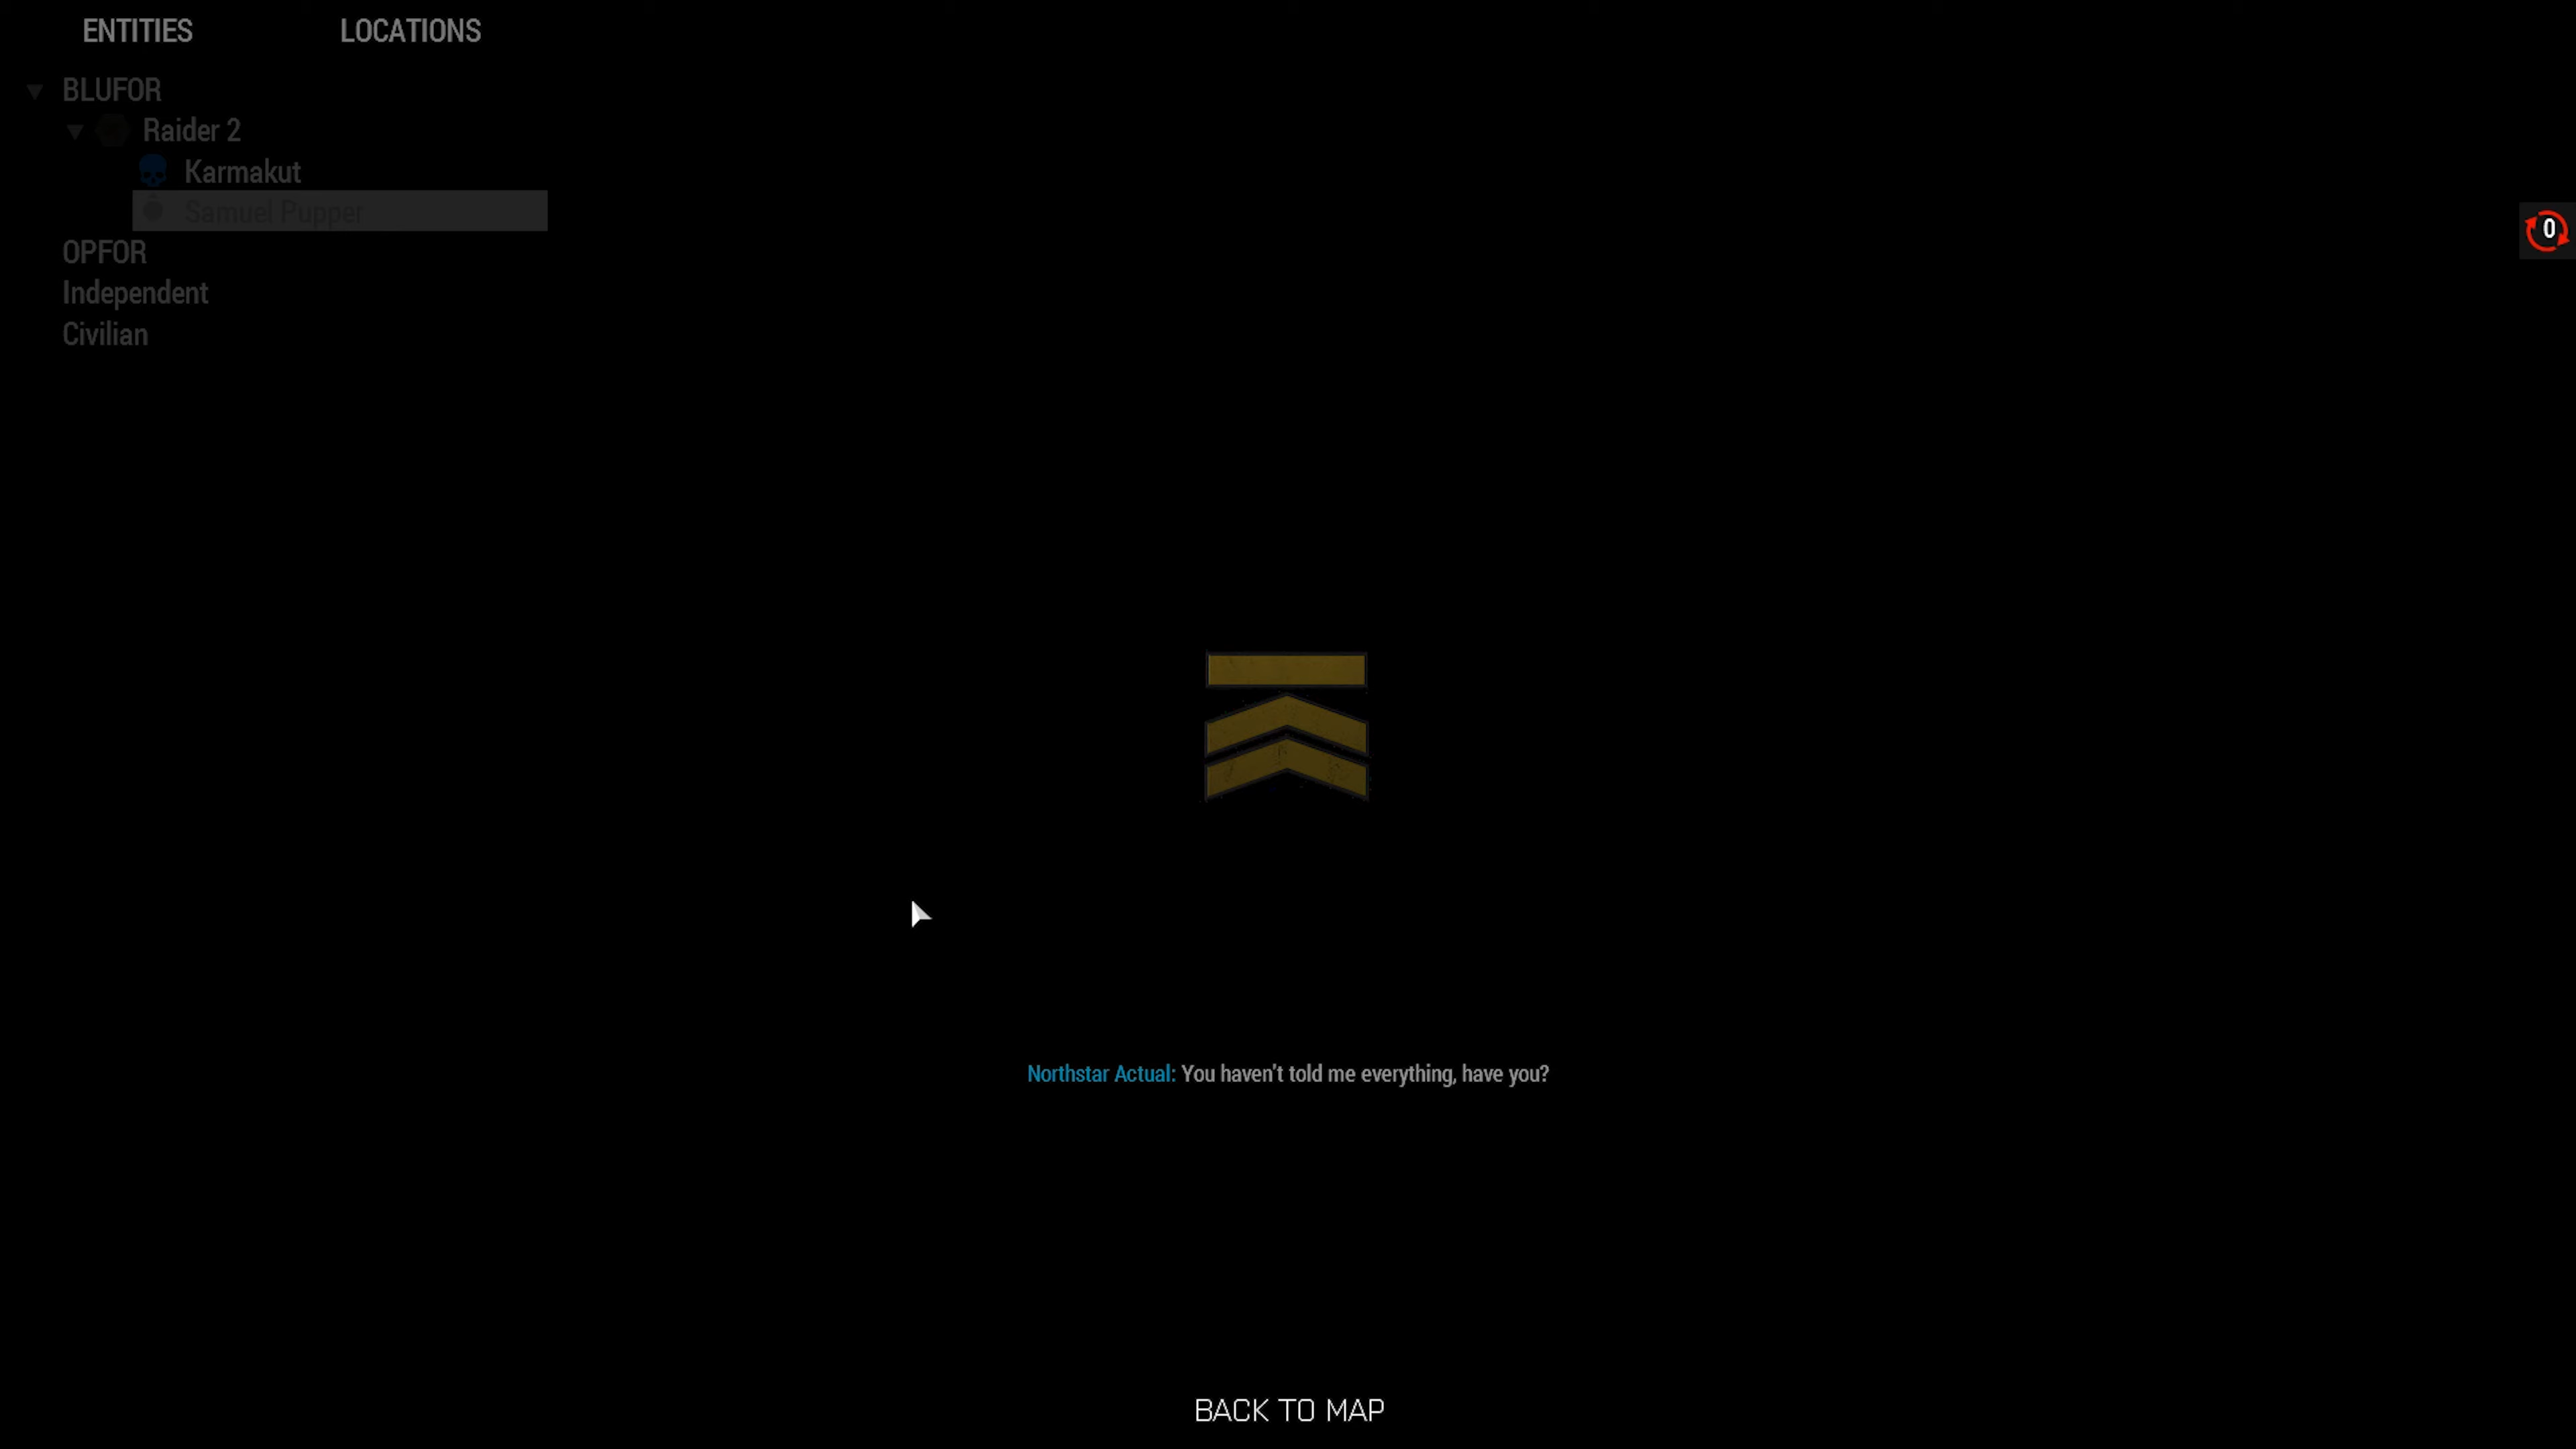 ENTITIES LOCATIONS
BLUFOR
Raider 2
Karmakut
Samuel Pupper
OPFOR
Independent
Civilian
0
Northstar Actual: You haven't told me everything, have you?
BACK TO MAP